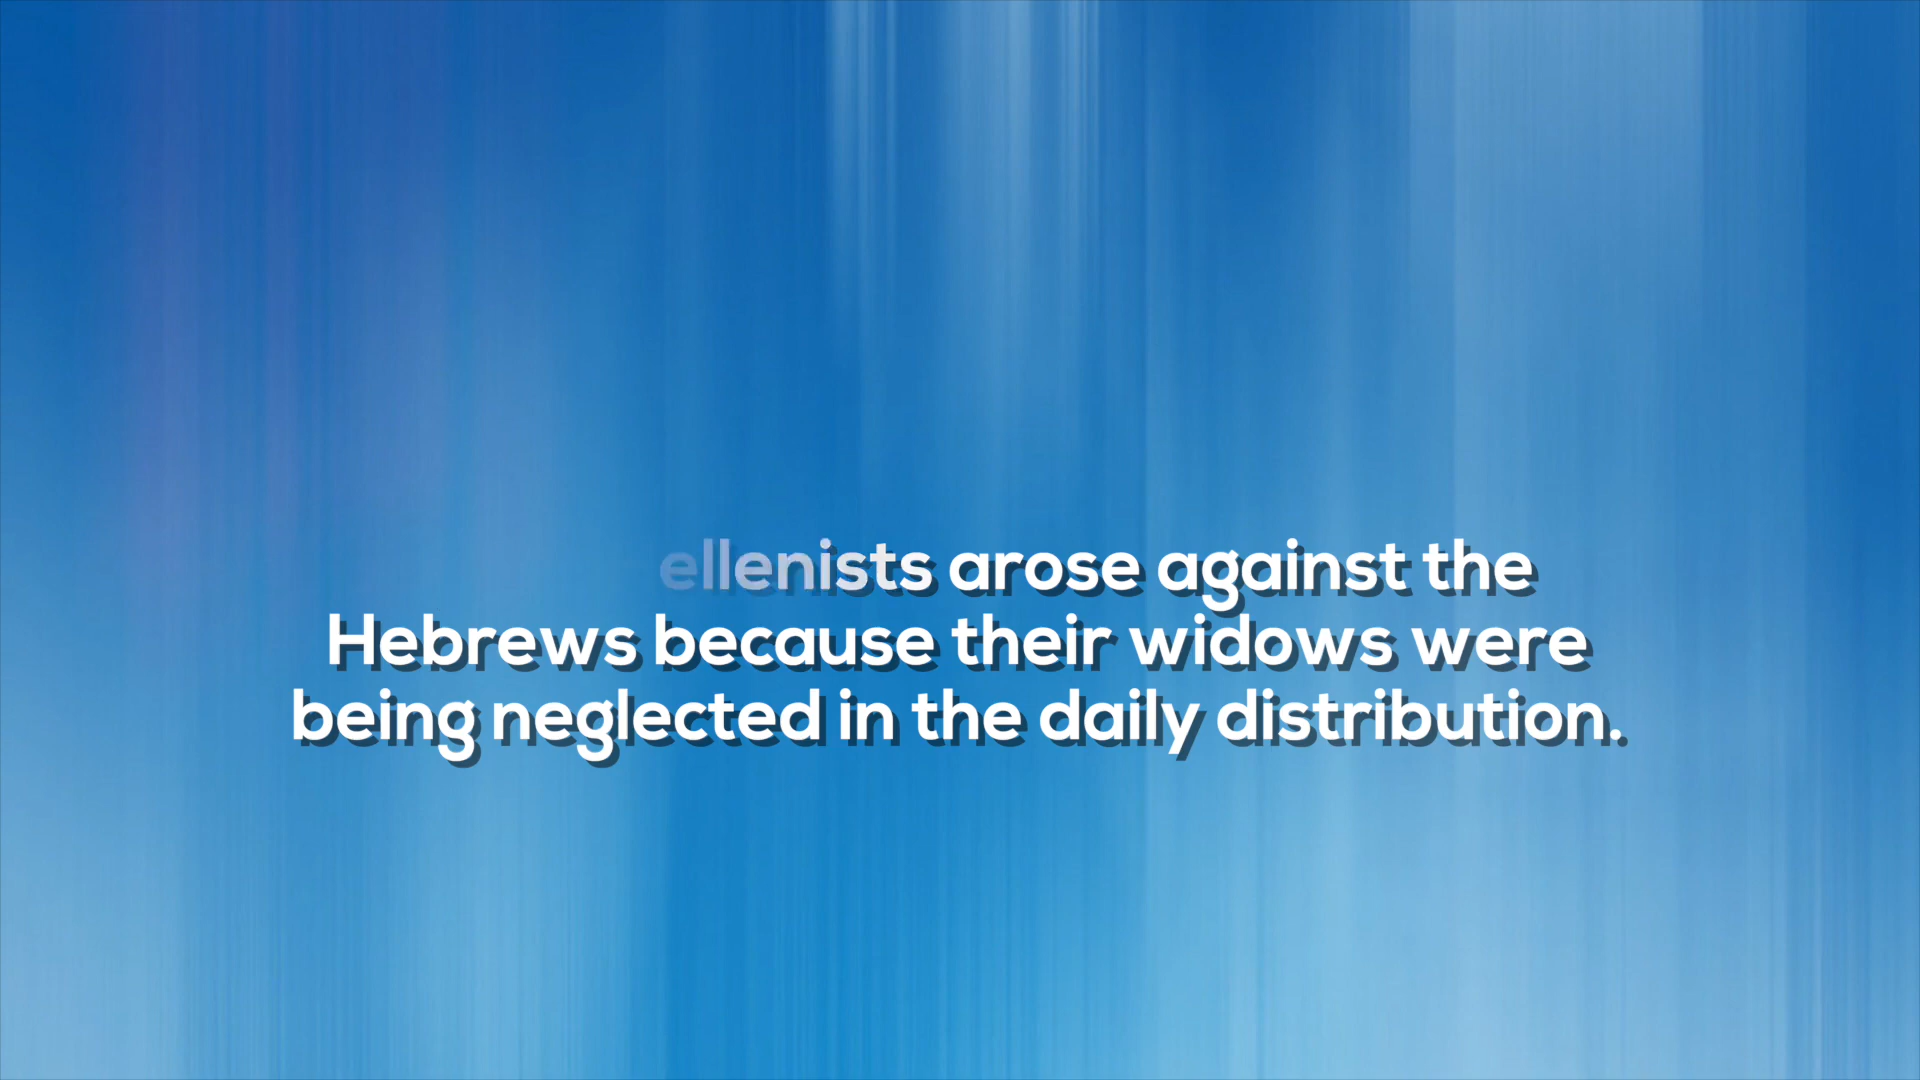 ellenists arose against the
Hebrews because their widows were
being neglected in the daily distribution.